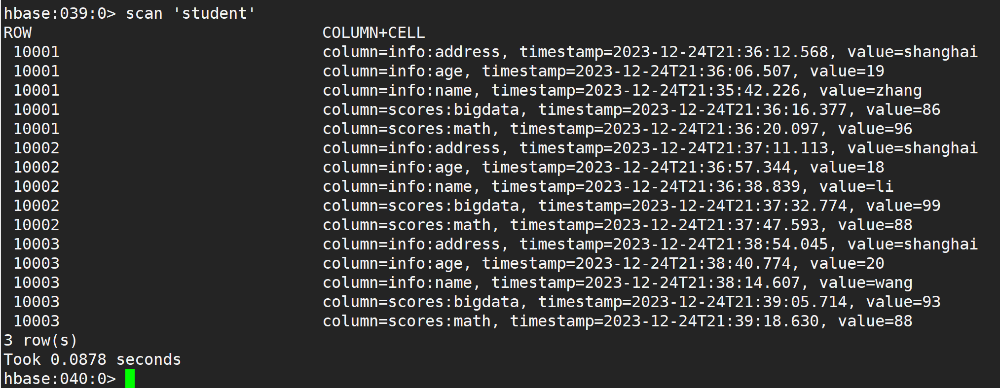 hbase:039:0> scan 'student'
ROW COLUMN+CELL
10001 column=info:address, timestamp=2023-12-24T21:36:12.568, value=shanghai
10001 column=info:age, timestamp=2023-12-24T21:36:06.507, value=19
10001 column=info:name, timestamp=2023-12-24T21:35:42.226, value=zhang
10001 column=scores:bigdata, timestamp=2023-12-24T21:36:16.377, value=86
10001 column=scores:math, timestamp=2023-12-24T21:36:20.097, value=96
10002 column=info:address, timestamp=2023-12-24T21:37:11.113, value=shanghai
10002 column=info:age, timestamp=2023-12-24T21:36:57.344, value=18
10002 column=info:name, timestamp=2023-12-24T21:36:38.839, value=li
10002 column=scores:bigdata, timestamp=2023-12-24T21:37:32.774, value=99
10002 column=scores:math, timestamp=2023-12-24T21:37:47.593, value=88
10003 column=info:address, timestamp=2023-12-24T21:38:54.045, value=shanghai
10003 column=info:age, timestamp=2023-12-24T21:38:40.774, value=20
10003 column=info:name, timestamp=2023-12-24T21:38:14.607, value=wang
10003 column=scores:bigdata, timestamp=2023-12-24T21:39:05.714, value=93
10003 column=scores:math, timestamp=2023-12-24T21:39:18.630, value=88
3 row(s)
Took 0.0878 seconds
hbase:040:0>